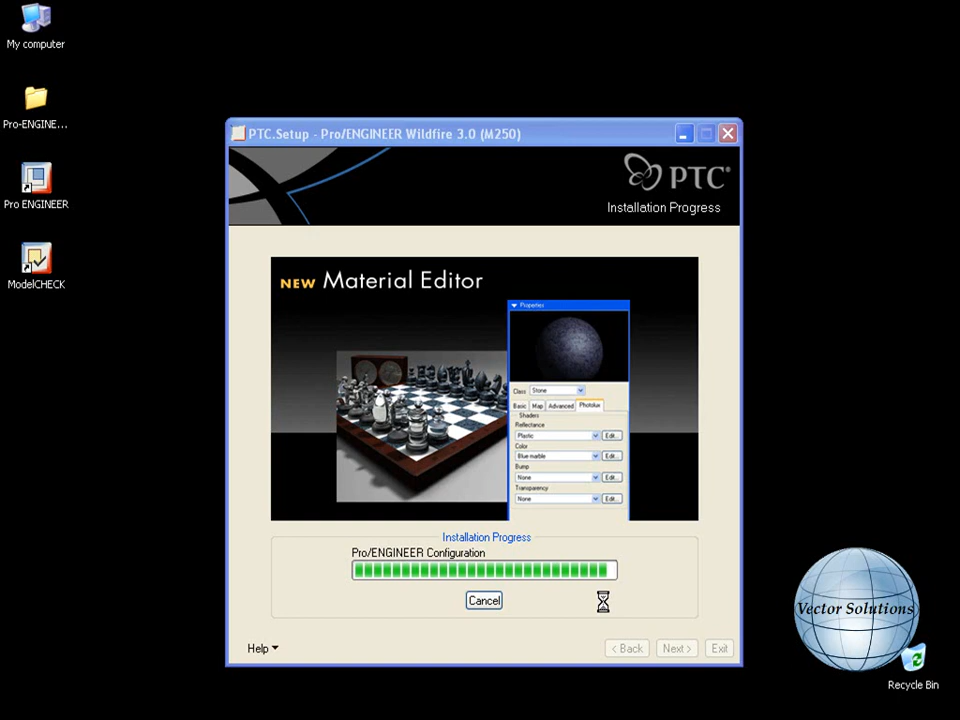 My computer
Pro-ENGINE...
Pro ENGINEER
ModelCHECK
PTC.Setup - Pro/ENGINEER Wildfire 3.0 (M250)
PTC®
Installation Progress
NEW Material Editor
Properties
Class Stone
Basic Map Advanced Photolux
Shaders
Reflectance
Plastic Edit...
Color
Blue marble Edit...
Bump
None Edit...
Transparency
None Edit...
Installation Progress
Pro/ENGINEER Configuration
Cancel
Help
< Back Next > Exit
Vector Solutions
Recycle Bin